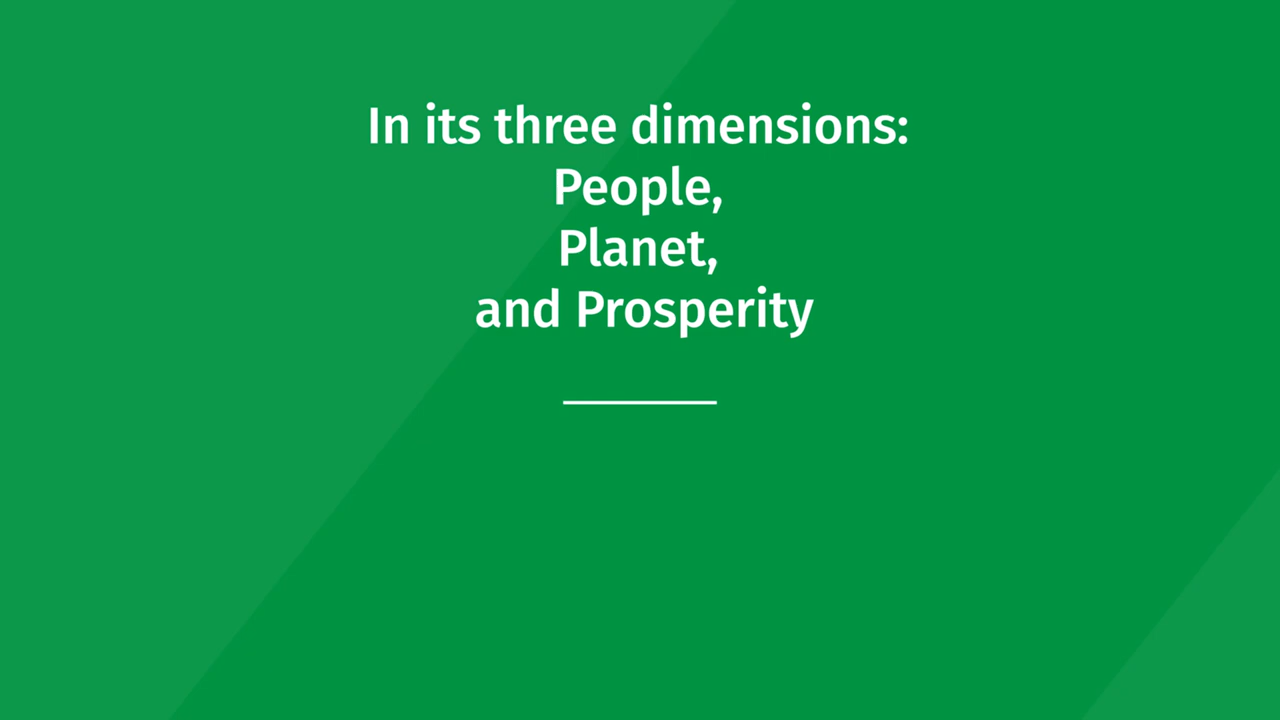 In its three dimensions:
People,
Planet,
and Prosperity